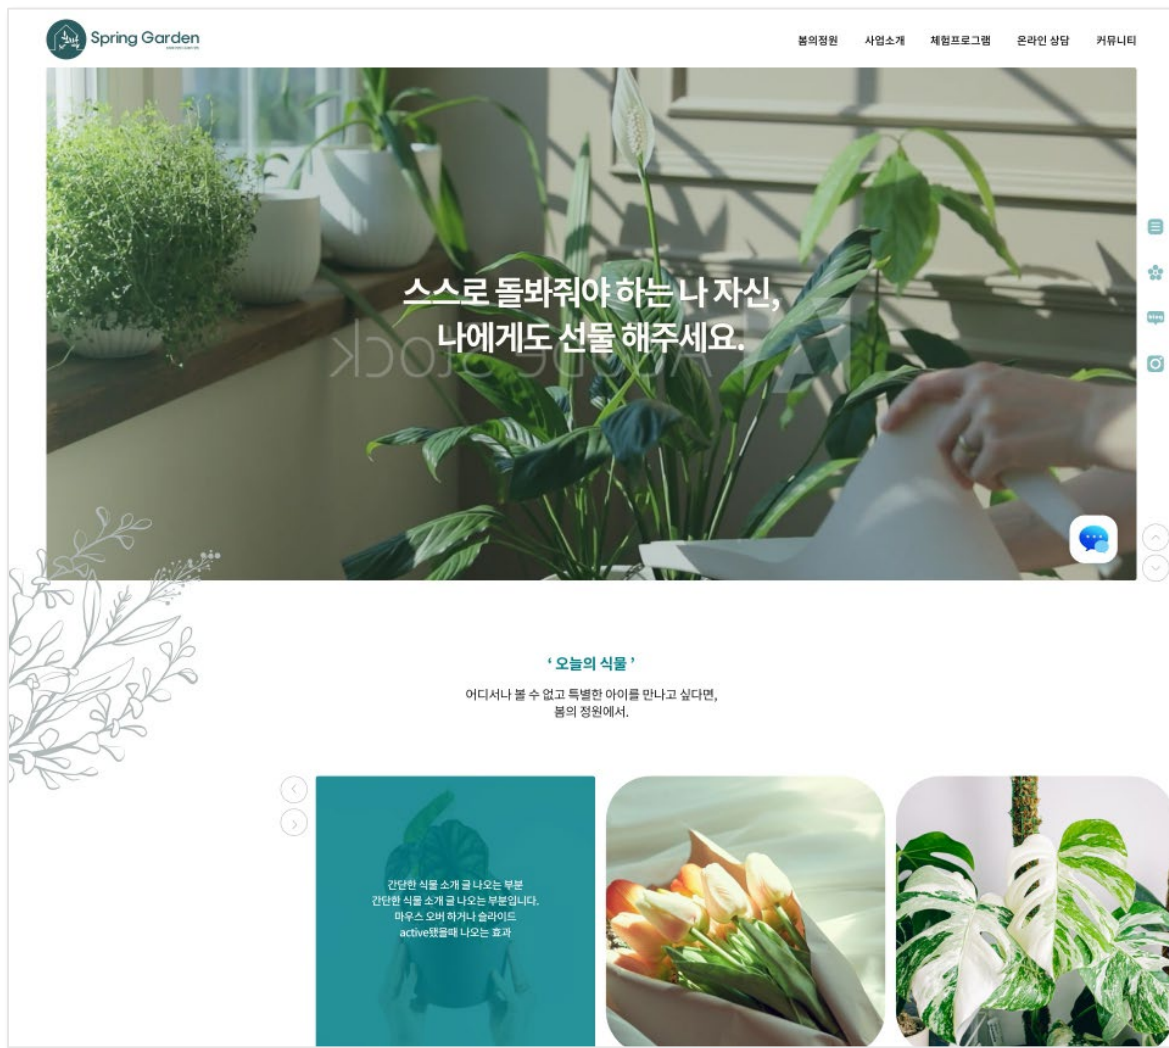 Spring Garden
봄의정원
사업소개
체험프로그램
온라인 상담
커뮤니티
스스로 돌봐줘야 하는 나 자신,
나에게도 선물 해주세요.
blog
‘ 오늘의 식물 ’
어디서나 볼 수 없고 특별한 아이를 만나고 싶다면,
봄의 정원에서.
간단한 식물 소개 글 나오는 부분
간단한 식물 소개 글 나오는 부분입니다.
마우스 오버 하거나 슬라이드
active됐을때 나오는 효과